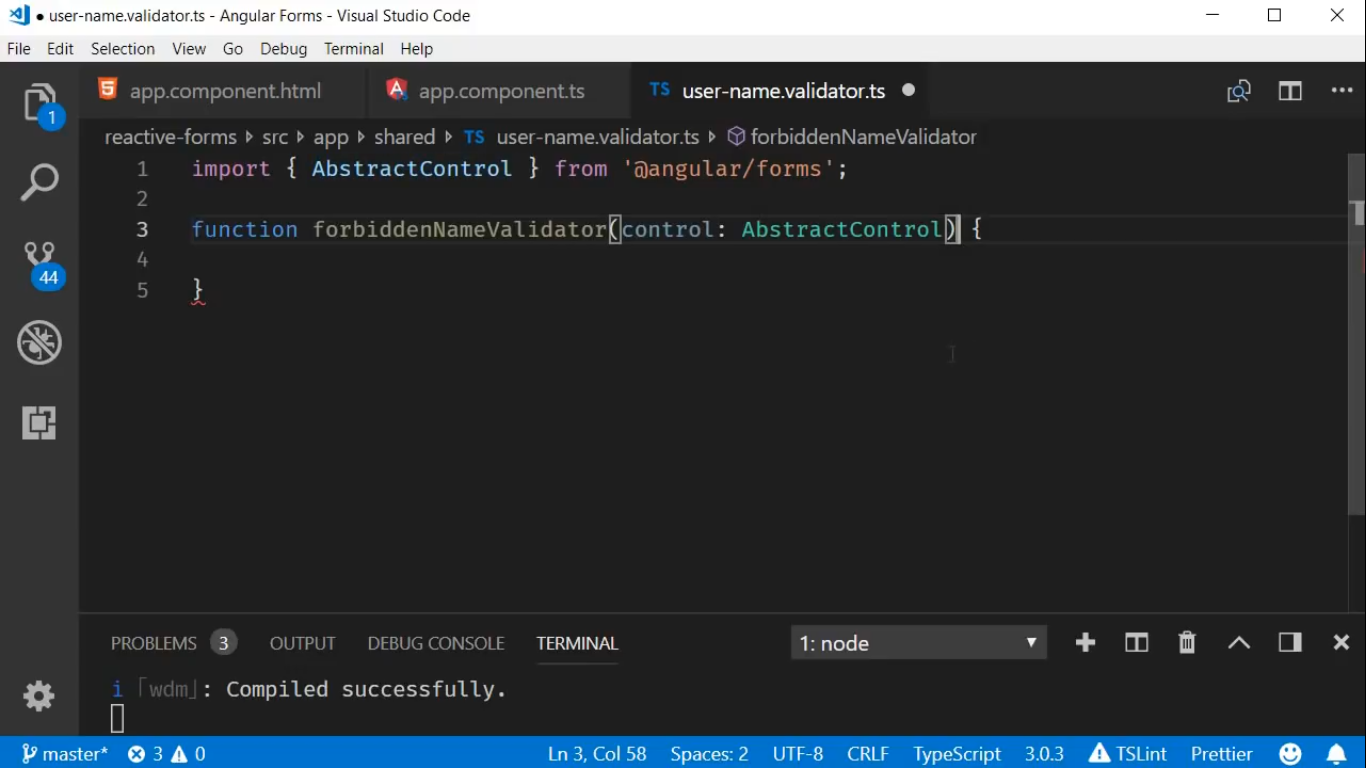 ● user-name.validator.ts - Angular Forms - Visual Studio Code
File Edit Selection View Go Debug Terminal Help
app.component.html app.component.ts TS user-name.validator.ts ●
1
reactive-forms src app shared TS user-name.validator.ts forbiddenNameValidator
1 import { AbstractControl } from '@angular/forms';
2
3 function forbiddenNameValidator(control: AbstractControl) {
4
5 }
44
PROBLEMS 3 OUTPUT DEBUG CONSOLE TERMINAL 1: node
i ｢wdm｣: Compiled successfully.
master* 3 0 Ln 3, Col 58 Spaces: 2 UTF-8 CRLF TypeScript 3.0.3 TSLint Prettier